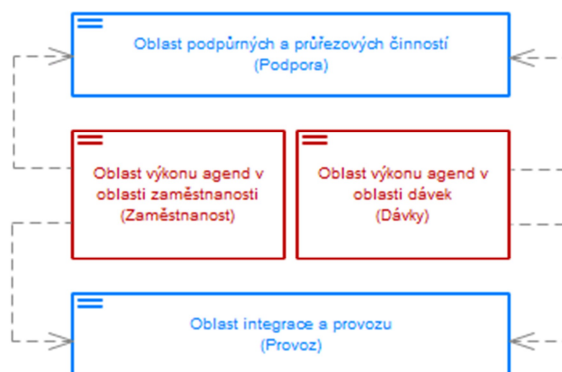 Oblast podpůrných a průřezových činností
(Podpora)
Oblast výkonu agend v
oblasti zaměstnanosti
(Zaměstnanost)
Oblast výkonu agend v
oblasti dávek
(Dávky)
Oblast integrace a provozu
(Provoz)